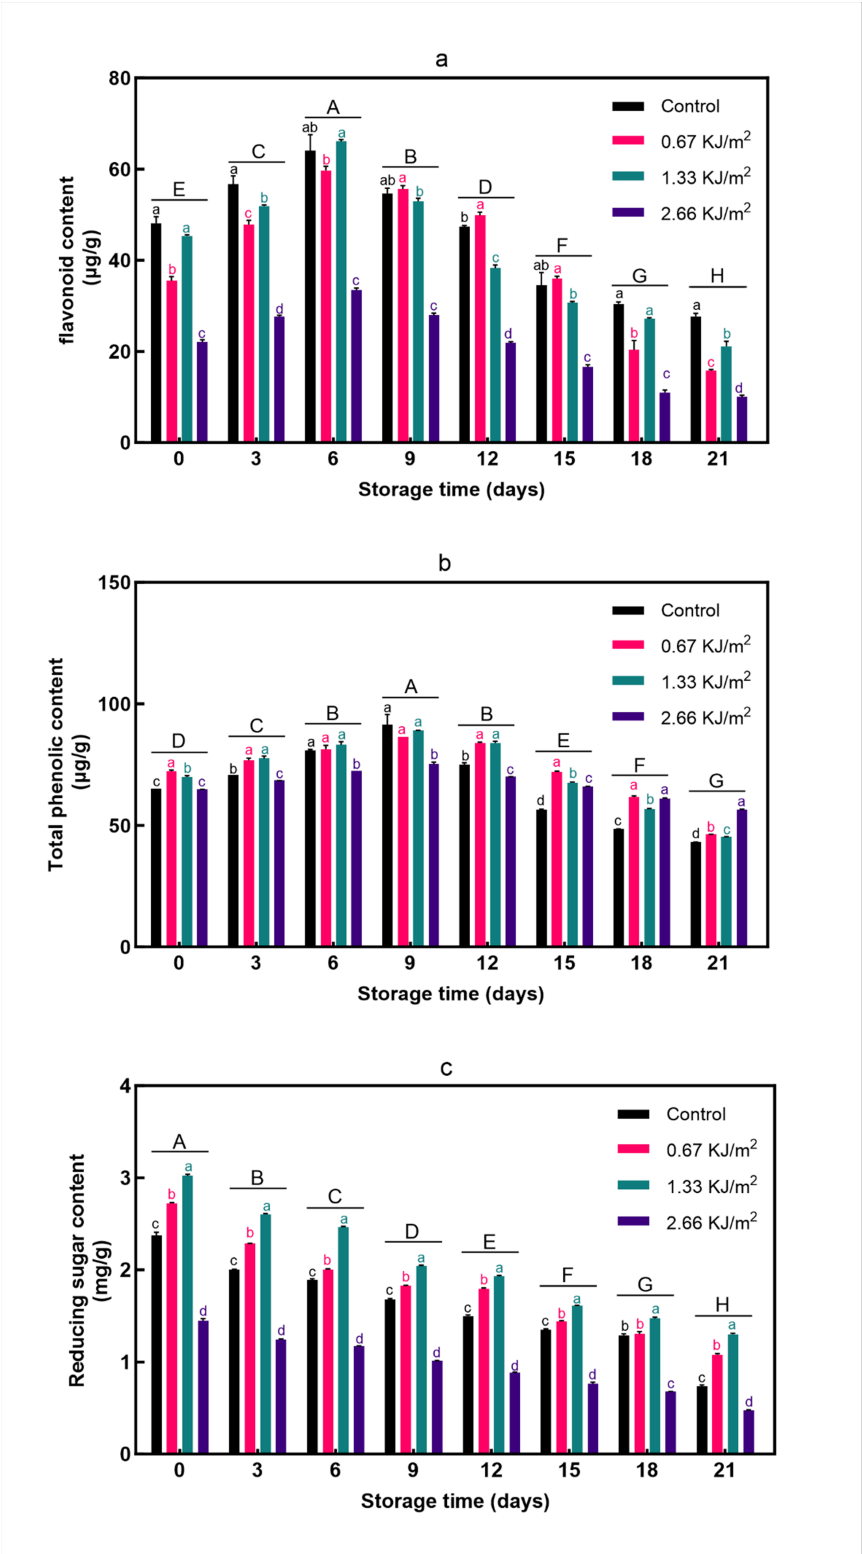 a
80
60
40
20
0
flavonoid content
(µg/g)
Control
0.67 KJ/m²
1.33 KJ/m²
2.66 KJ/m²
E C A B D F G H
a b a c
a c b d
ab b a c
ab a b c
b a c d
ab a b c
a b a c
a c b d
0 3 6 9 12 15 18 21
Storage time (days)
b
150
100
50
0
Total phenolic content
(µg/g)
Control
0.67 KJ/m²
1.33 KJ/m²
2.66 KJ/m²
D C B A B E F G
c a b c
b a a c
a a a b
a a a b
b a a c
d a b c
c a b a
d b c a
0 3 6 9 12 15 18 21
Storage time (days)
c
4
3
2
1
0
Reducing sugar content
(mg/g)
Control
0.67 KJ/m²
1.33 KJ/m²
2.66 KJ/m²
A B C D E F G H
c b a d
c b a d
c b a d
c b a d
c b a d
c b a d
b b a c
c b a d
0 3 6 9 12 15 18 21
Storage time (days)